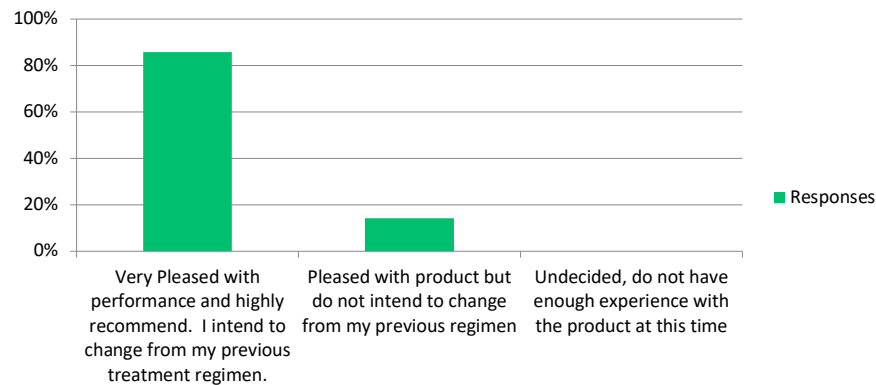 100%
80%
60%
40%
20%
0%
Very Pleased with
performance and highly
recommend.  I intend to
change from my previous
treatment regimen.
Pleased with product but
do not intend to change
from my previous regimen
Undecided, do not have
enough experience with
the product at this time
Responses